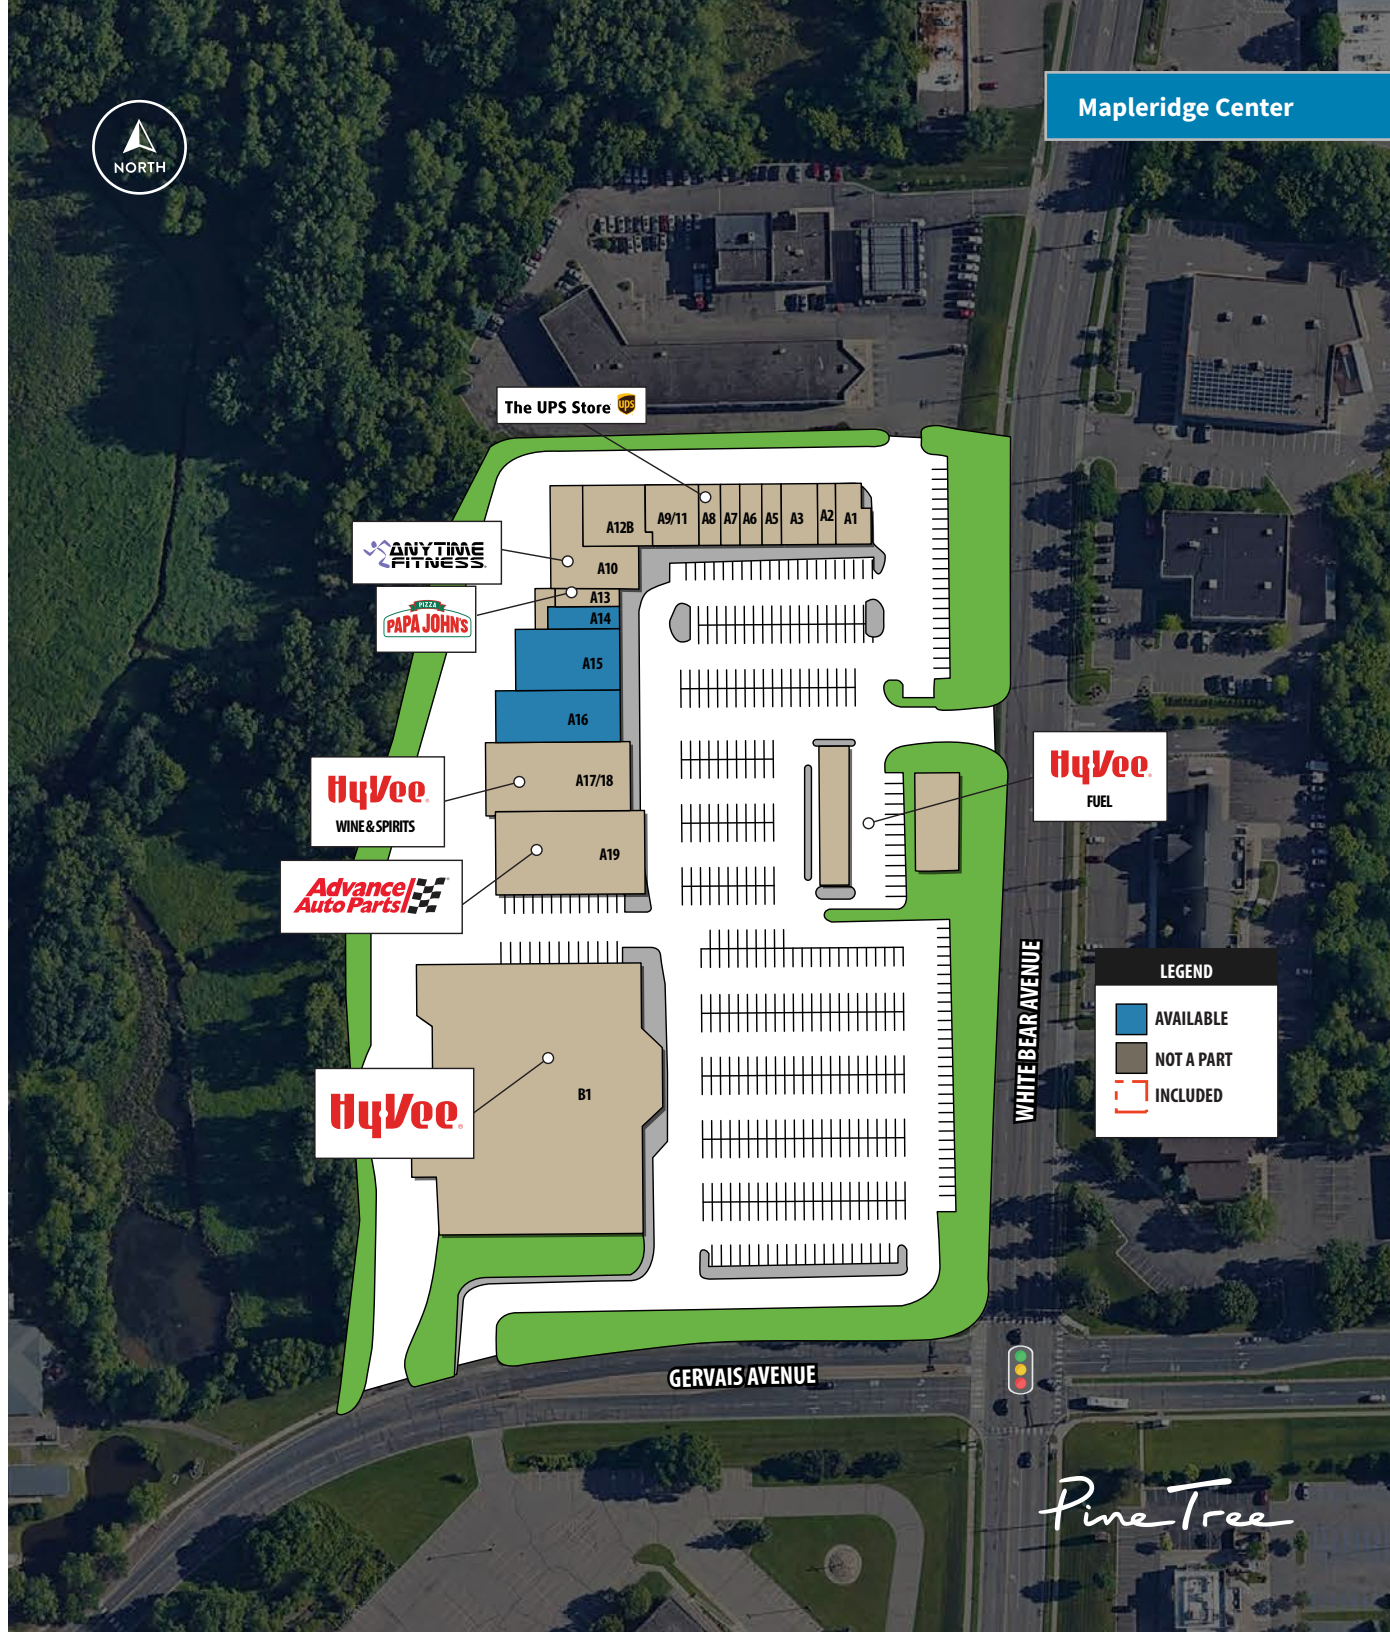 Mapleridge Center
NORTH
The UPS Store
ups
A12B
A9/11
A8
A7
A6
A5
A3
A2
A1
ANYTIME
FITNESS
A10
PIZZA
PAPA JOHN'S
A13
A14
A15
A16
HyVee
WINE & SPIRITS
A17/18
HyVee
FUEL
Advance
Auto Parts
A19
WHITE BEAR AVENUE
LEGEND
AVAILABLE
NOT A PART
INCLUDED
HyVee
B1
GERVAIS AVENUE
Pine Tree